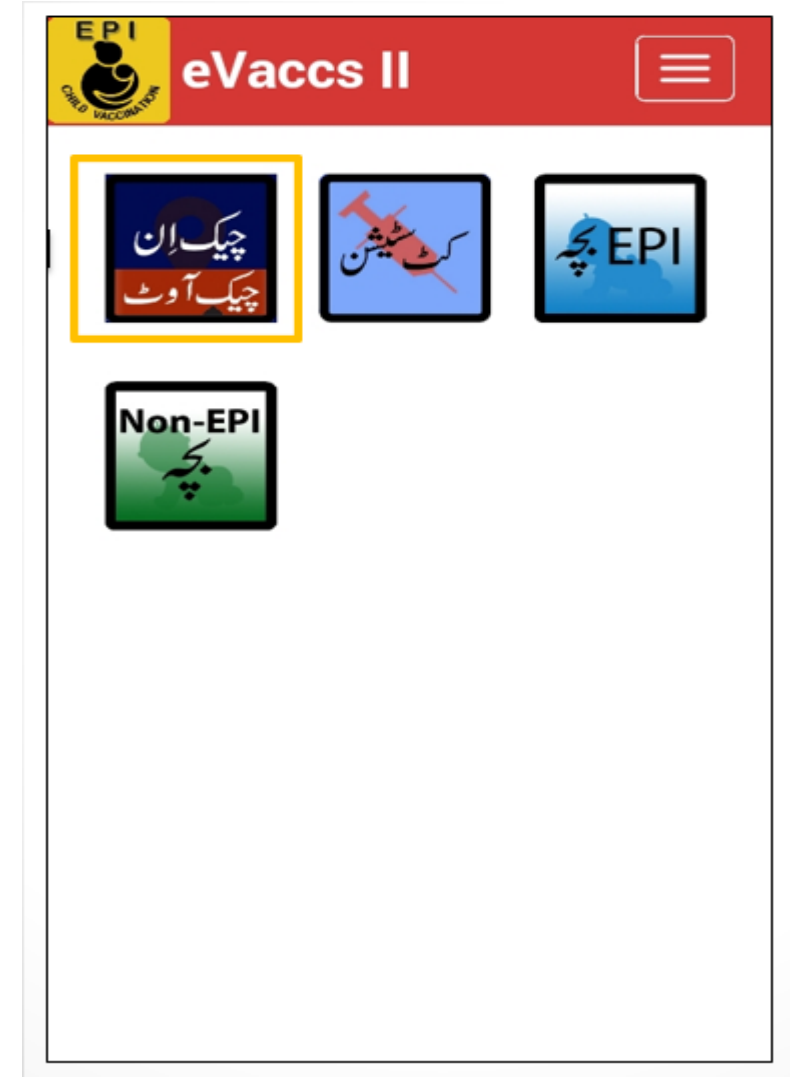 EPI
CHILD VACCINATION
eVaccs II
چیک اِن
چیک آوٹ
کٹ سٹیشن
EPI بچہ
Non-EPI
بچہ